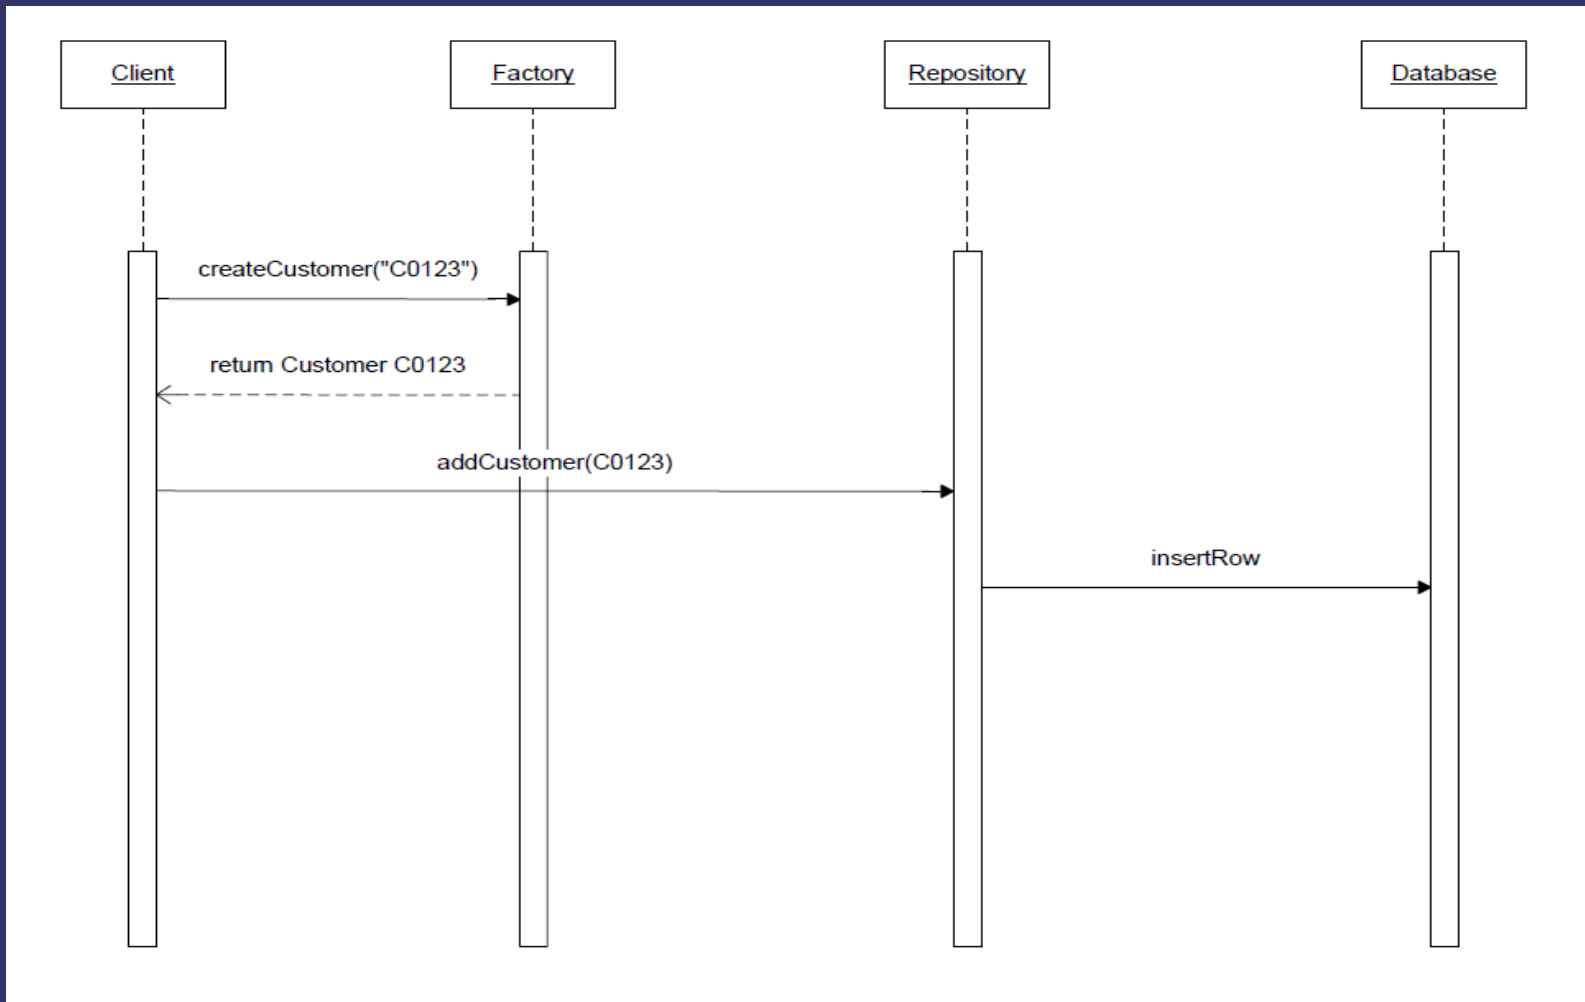 Client
Factory
Repository
Database
createCustomer("C0123")
return Customer C0123
addCustomer(C0123)
insertRow